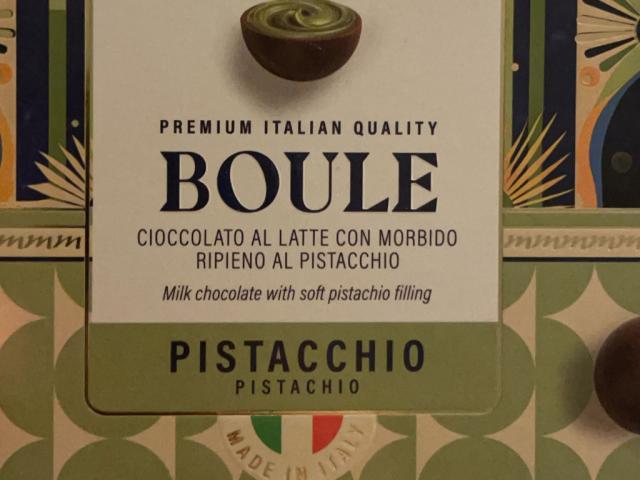 PREMIUM ITALIAN QUALITY
BOULE
CIOCCOLATO AL LATTE CON MORBIDO
RIPIENO AL PISTACCHIO
Milk chocolate with soft pistachio filling
PISTACCHIO
PISTACHIO
MADE IN ITALY